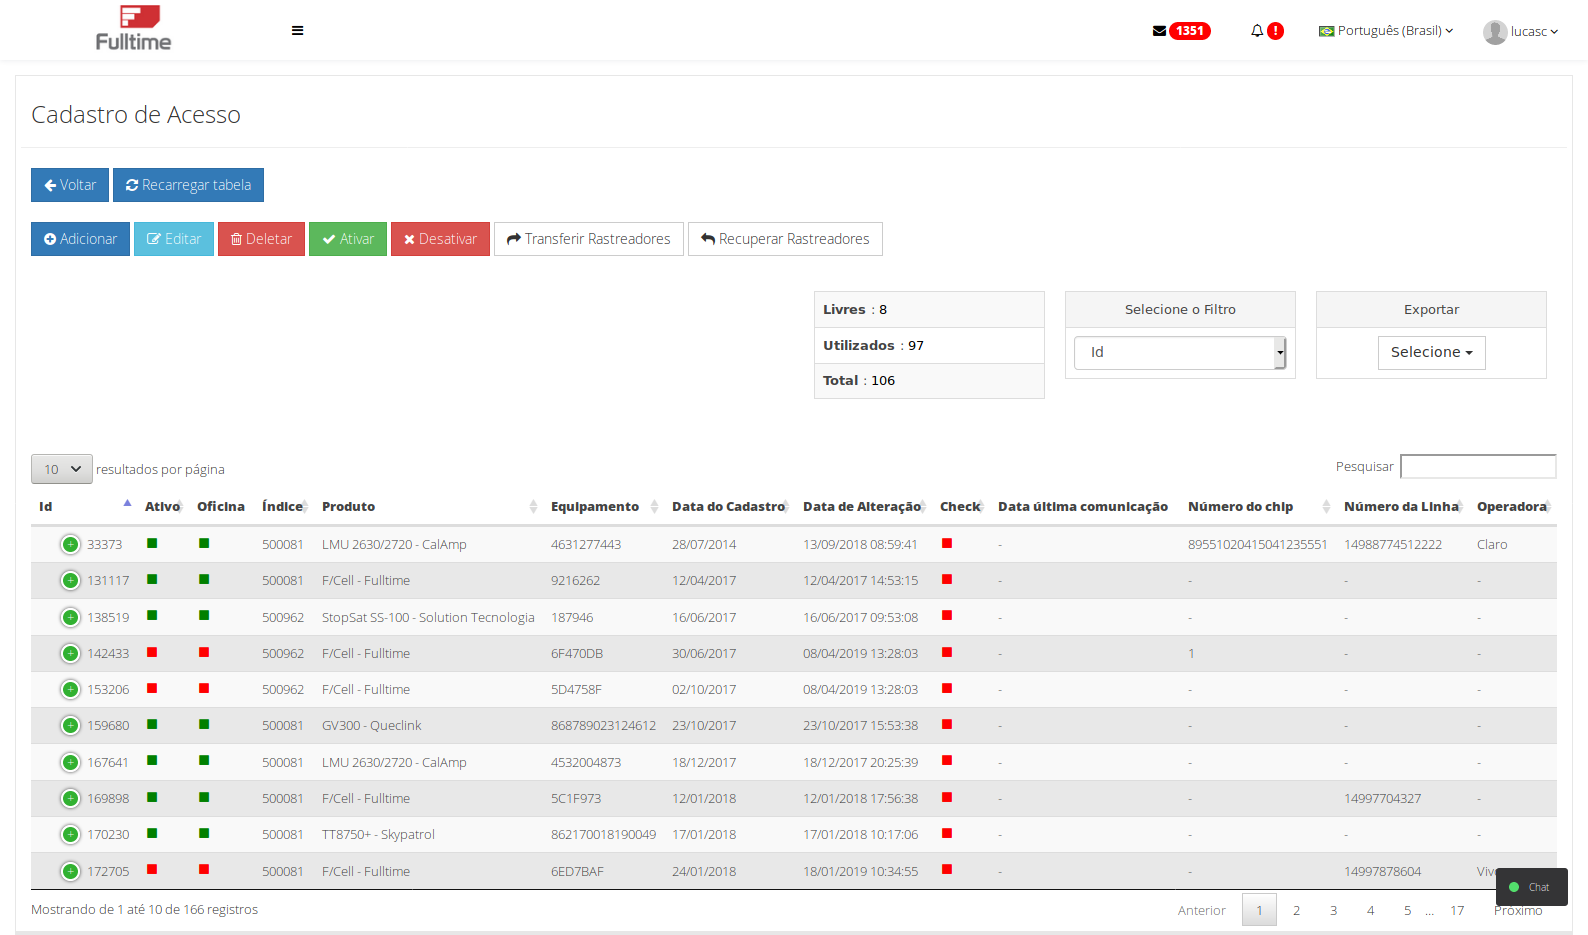 Fulltime
1351
!
Português (Brasil)
lucasc
Cadastro de Acesso
Voltar
Recarregar tabela
Adicionar
Editar
Deletar
Ativar
Desativar
Transferir Rastreadores
Recuperar Rastreadores
Livres : 8
Utilizados : 97
Total : 106
Selecione o Filtro
Id
Exportar
Selecione
10 resultados por página
Pesquisar
Id Ativo Oficina Índice Produto Equipamento Data do Cadastro Data de Alteração Check Data última comunicação Número do chip Número da Linha Operadora
33373 500081 LMU 2630/2720 - CalAmp 4631277443 28/07/2014 13/09/2018 08:59:41 - 89551020415041235551 14988774512222 Claro
131117 500081 F/Cell - Fulltime 9216262 12/04/2017 12/04/2017 14:53:15 - - - -
138519 500962 StopSat SS-100 - Solution Tecnologia 187946 16/06/2017 16/06/2017 09:53:08 - - - -
142433 500962 F/Cell - Fulltime 6F470DB 30/06/2017 08/04/2019 13:28:03 - 1 - -
153206 500962 F/Cell - Fulltime 5D4758F 02/10/2017 08/04/2019 13:28:03 - - - -
159680 500081 GV300 - Queclink 868789023124612 23/10/2017 23/10/2017 15:53:38 - - - -
167641 500081 LMU 2630/2720 - CalAmp 4532004873 18/12/2017 18/12/2017 20:25:39 - - - -
169898 500081 F/Cell - Fulltime 5C1F973 12/01/2018 12/01/2018 17:56:38 - - 14997704327 -
170230 500081 TT8750+ - Skypatrol 862170018190049 17/01/2018 17/01/2018 10:17:06 - - - -
172705 500081 F/Cell - Fulltime 6ED7BAF 24/01/2018 18/01/2019 10:34:55 - - 14997878604
Chat
Mostrando de 1 até 10 de 166 registros
Anterior 1 2 3 4 5 ... 17 Próximo